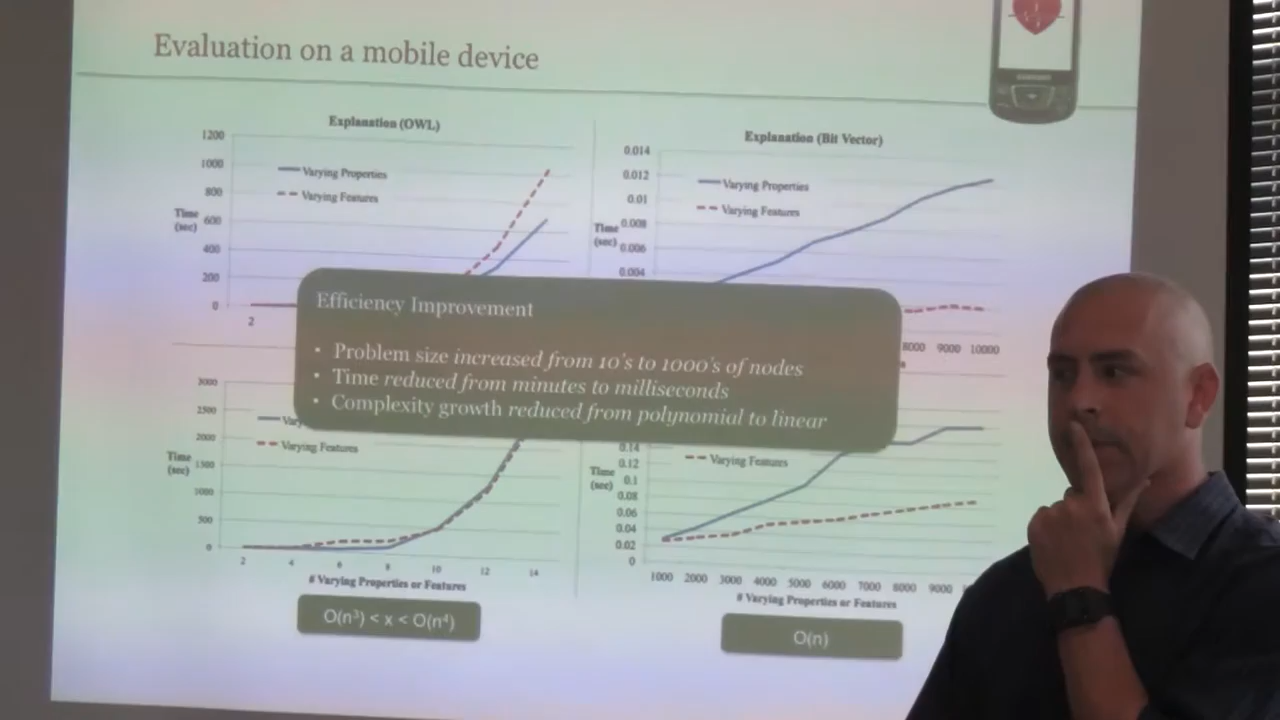 Evaluation on a mobile device
SAMSUNG
Explanation (OWL)
1200
1000
800
600
400
200
0
Time
(sec)
Varying Properties
Varying Features
2
Explanation (Bit Vector)
0.014
0.012
0.01
0.008
0.006
0.004
Time
(sec)
Varying Properties
Varying Features
8000 9000 10000
Efficiency Improvement
• Problem size increased from 10's to 1000's of nodes
• Time reduced from minutes to milliseconds
• Complexity growth reduced from polynomial to linear
3000
2500
2000
1500
1000
500
0
Time
(sec)
Vary
Varying Features
2 4 6 8 10 12 14
# Varying Properties or Features
O(n³) < x < O(n⁴)
0.14
0.12
0.1
0.08
0.06
0.04
0.02
0
Time
(sec)
Varying Features
1000 2000 3000 4000 5000 6000 7000 8000 9000
# Varying Properties or Features
O(n)